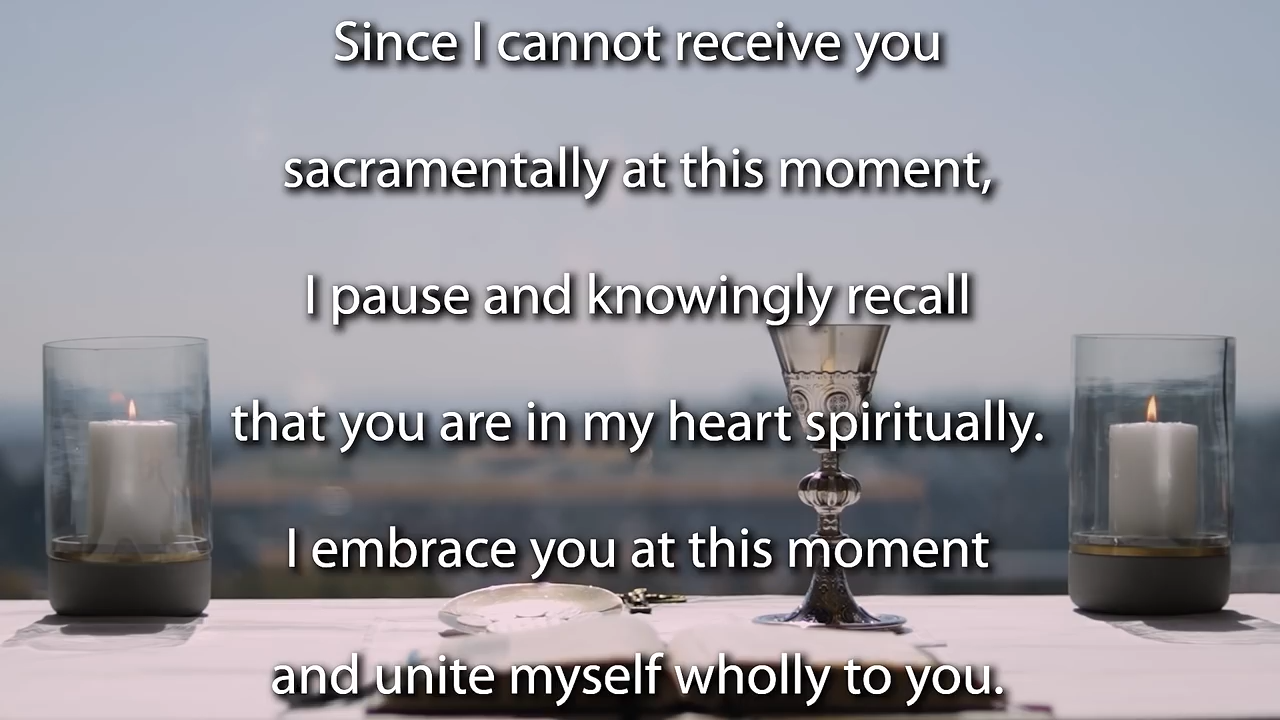 Since I cannot receive you
sacramentally at this moment,
I pause and knowingly recall
that you are in my heart spiritually.
I embrace you at this moment
and unite myself wholly to you.